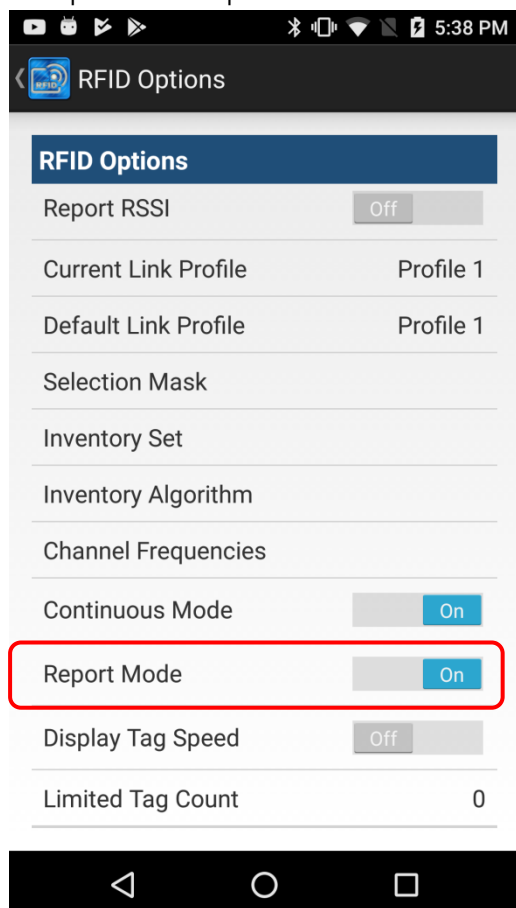 5:38 PM
RFID
RFID Options
RFID Options
Report RSSI Off
Current Link Profile Profile 1
Default Link Profile Profile 1
Selection Mask
Inventory Set
Inventory Algorithm
Channel Frequencies
Continuous Mode On
Report Mode On
Display Tag Speed Off
Limited Tag Count 0